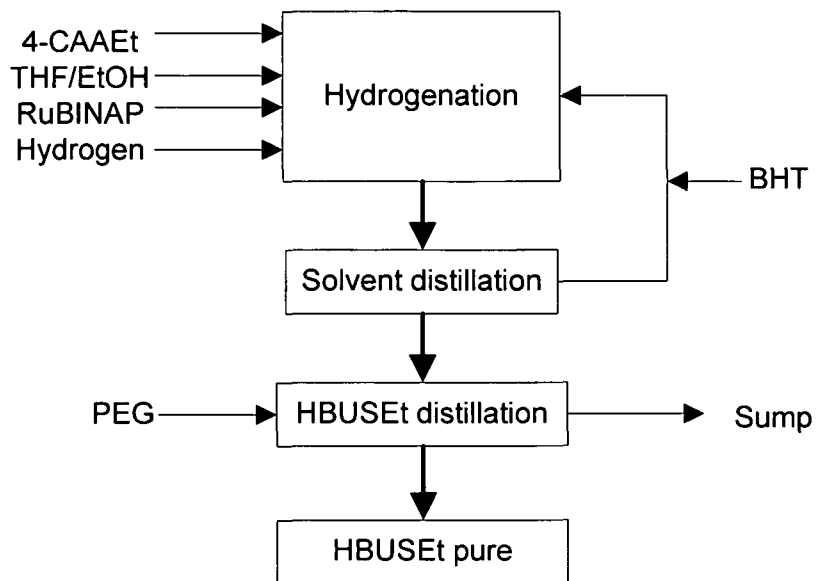 4-CAAEt
THF/EtOH
RuBINAP
Hydrogen
Hydrogenation
BHT
Solvent distillation
PEG
HBUSEt distillation
Sump
HBUSEt pure